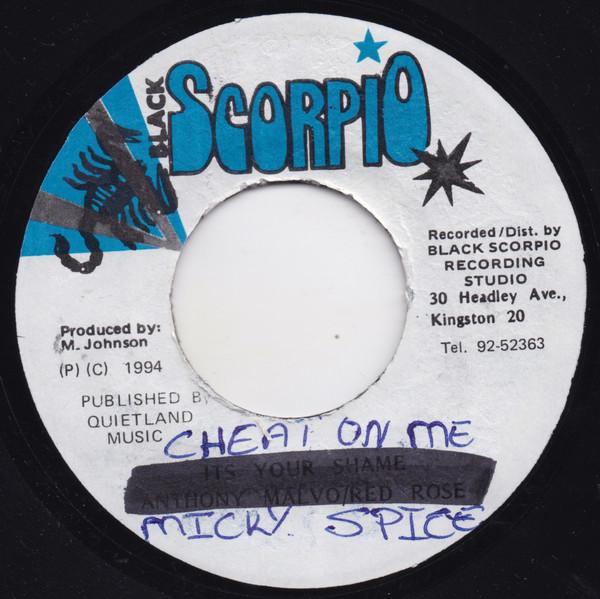 BLACK
SCORPIO
Recorded/Dist. by
BLACK SCORPIO
RECORDING
STUDIO
30 Headley Ave.,
Kingston 20
Tel. 92-52363
Produced by:
M. Johnson
(P) (C) 1994
PUBLISHED BY
QUIETLAND
MUSIC
CHEAT ON ME
ITS YOUR SHAME
ANTHONY MALVO/RED ROSE
MICKY. SPICE